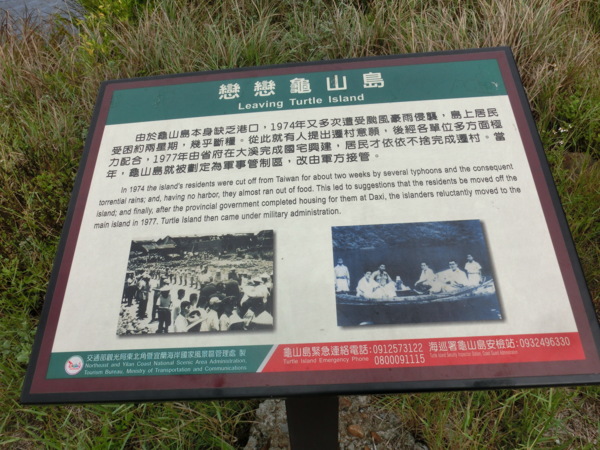 戀戀龜山島
Leaving Turtle Island
由於龜山島本身缺乏港口，1974年又多次遭受颱風豪雨侵襲，島上居民
受困約兩星期，幾乎斷糧。從此就有人提出遷村意願，後經各單位多方面極
力配合，1977年由省府在大溪完成國宅興建，居民才依依不捨完成遷村。當
年，龜山島就被劃定為軍事管制區，改由軍方接管。
In 1974 the island's residents were cut off from Taiwan for about two weeks by several typhoons and the consequent
torrential rains; and, having no harbor, they almost ran out of food. This led to suggestions that the residents be moved off the
island; and finally, after the provincial government completed housing for them at Daxi, the islanders reluctantly moved to the
main island in 1977. Turtle Island then came under military administration.
交通部觀光局東北角暨宜蘭海岸國家風景區管理處 製
Northeast and Yilan Coast National Scenic Area Administration,
Tourism Bureau, Ministry of Transportation and Communications
龜山島緊急連絡電話:0912573122
Turtle Island Emergency Phone 0800091115
海巡署龜山島安檢站:0932496330